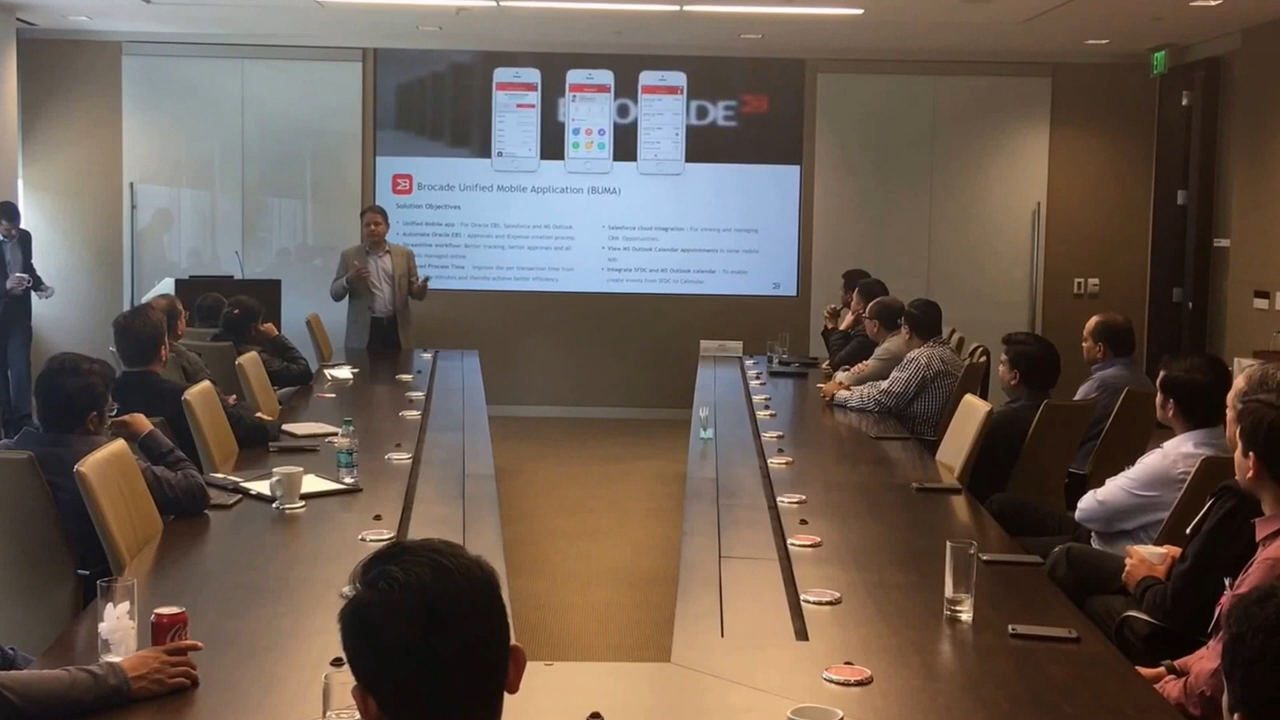 BROCADE
Brocade Unified Mobile Application (BUMA)
Solution Objectives
Unified Mobile app : For Oracle EBS, Salesforce and MS Outlook.
Automate Oracle EBS : approvals and expense creation process.
Streamline workflow: Better tracking, better approvals and all
managed online
Process Time : Improve the per transaction time from
minutes and thereby achieve better efficiency.
Salesforce cloud integration : For viewing and managing
CRM Opportunities.
View MS Outlook Calendar appointments in same mobile
app.
Integrate SFDC and MS Outlook calendar : To enable
create events from SFDC to Calendar.